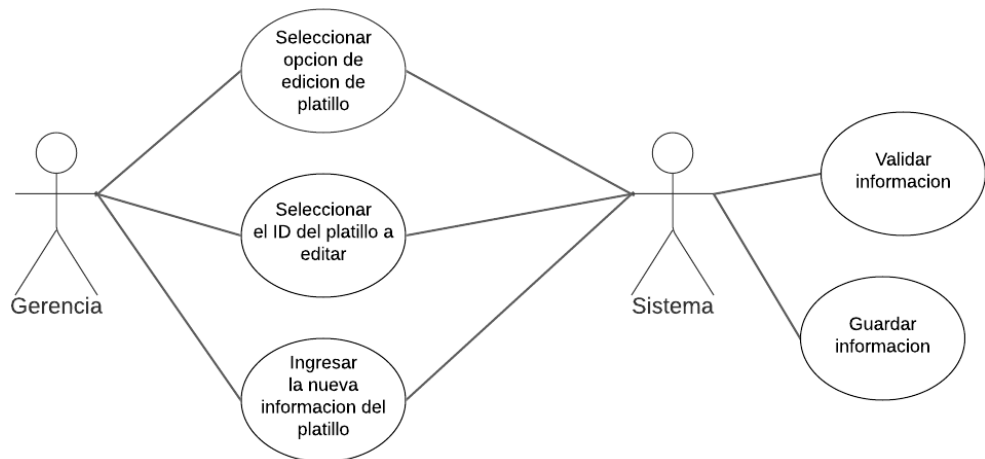 Seleccionar
opcion de
edicion de
platillo
Seleccionar
el ID del platillo a
editar
Ingresar
la nueva
informacion del
platillo
Gerencia
Sistema
Validar
informacion
Guardar
informacion